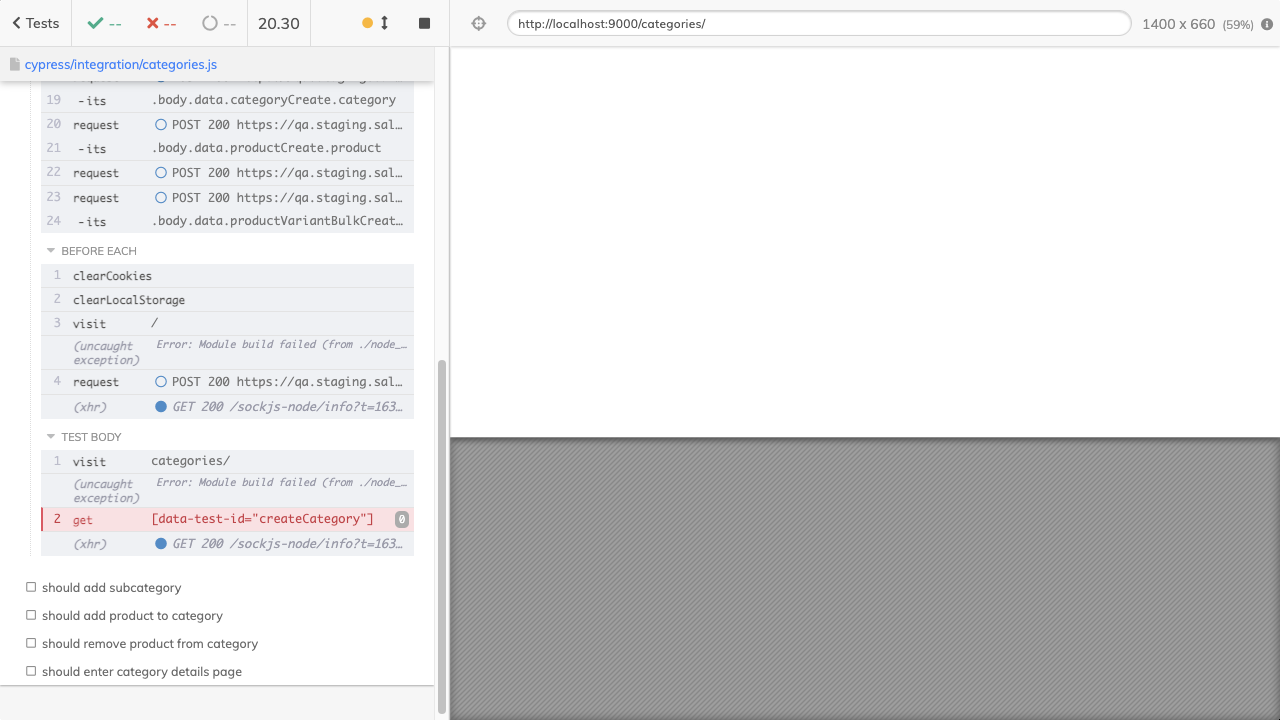 Tests -- -- -- 20.30 http://localhost:9000/categories/ 1400 x 660 (59%)
cypress/integration/categories.js
19 -its .body.data.categoryCreate.category
20 request POST 200 https://qa.staging.sal…
21 -its .body.data.productCreate.product
22 request POST 200 https://qa.staging.sal…
23 request POST 200 https://qa.staging.sal…
24 -its .body.data.productVariantBulkCreat…
BEFORE EACH
1 clearCookies
2 clearLocalStorage
3 visit /
(uncaught exception) Error: Module build failed (from ./node_…
4 request POST 200 https://qa.staging.sal…
(xhr) GET 200 /sockjs-node/info?t=163…
TEST BODY
1 visit categories/
(uncaught exception) Error: Module build failed (from ./node_…
2 get [data-test-id="createCategory"] 0
(xhr) GET 200 /sockjs-node/info?t=163…
should add subcategory
should add product to category
should remove product from category
should enter category details page